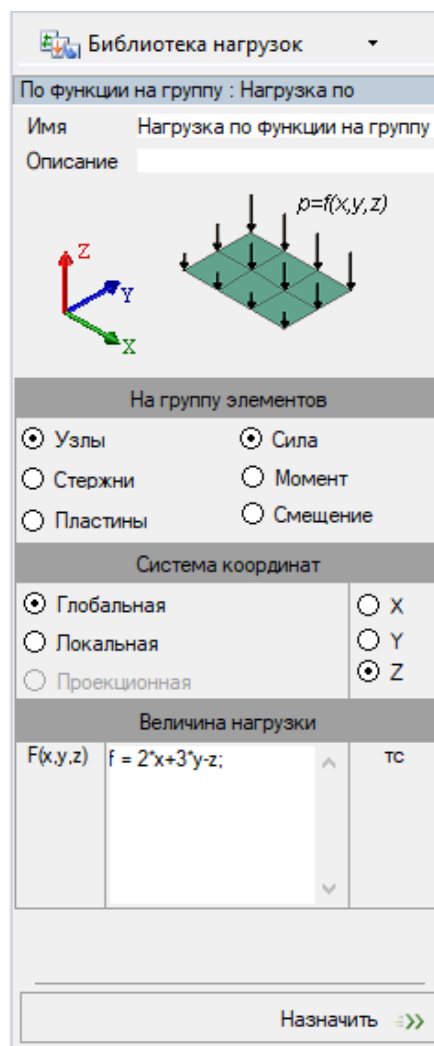 Библиотека нагрузок
По функции на группу : Нагрузка по
Имя Нагрузка по функции на группу
Описание
p=f(x,y,z)
Z
Y
X
На группу элементов
Узлы Сила
Стержни Момент
Пластины Смещение
Система координат
Глобальная X
Локальная Y
Проекционная Z
Величина нагрузки
F(x,y,z) f = 2*x+3*y-z; тс
Назначить